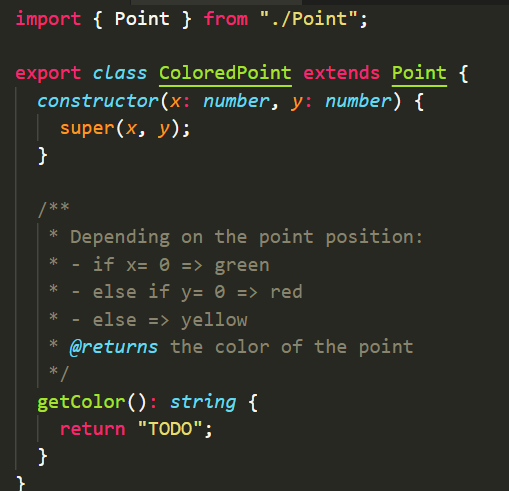 import { Point } from "./Point";

export class ColoredPoint extends Point {
  constructor(x: number, y: number) {
    super(x, y);
  }

  /**
   * Depending on the point position:
   * - if x= 0 => green
   * - else if y= 0 => red
   * - else => yellow
   * @returns the color of the point
   */
  getColor(): string {
    return "TODO";
  }
}